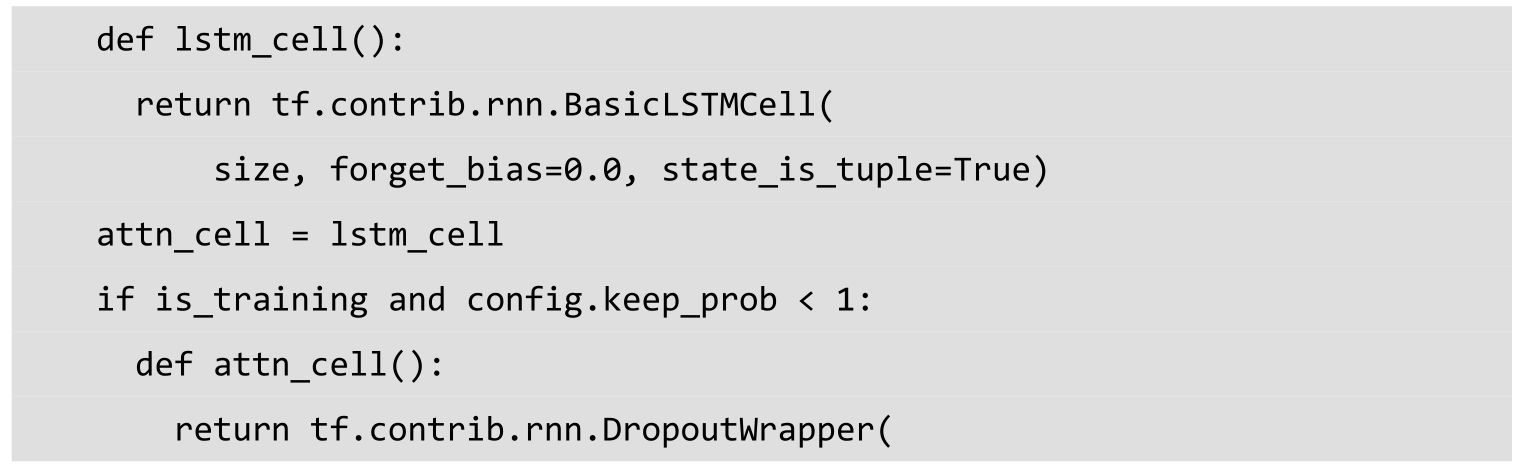 def lstm_cell():
  return tf.contrib.rnn.BasicLSTMCell(
      size, forget_bias=0.0, state_is_tuple=True)
attn_cell = lstm_cell
if is_training and config.keep_prob < 1:
  def attn_cell():
    return tf.contrib.rnn.DropoutWrapper(